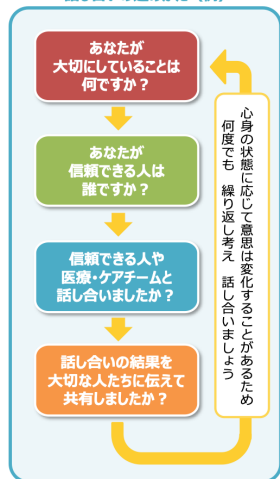 あなたが
大切にしていることは
何ですか？
あなたが
信頼できる人は
誰ですか？
信頼できる人や
医療・ケアチームと
話し合いましたか？
話し合いの結果を
大切な人たちに伝えて
共有しましたか？
心身の状態に応じて意思は変化することがあるため
何度でも　繰り返し考え　話し合いましょう